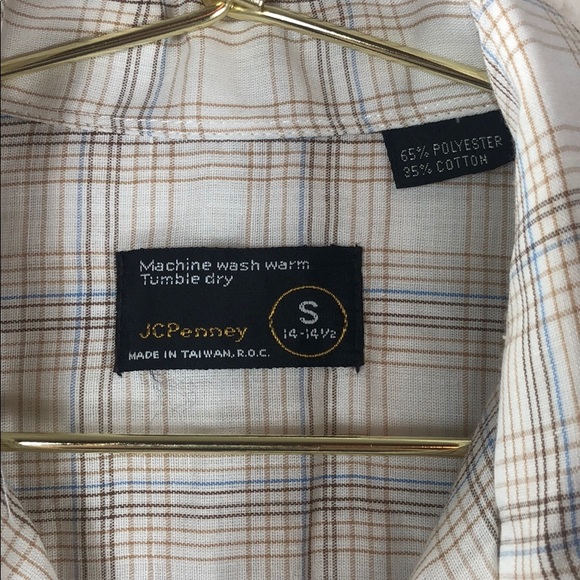 65% POLYESTER
35% COTTON
Machine wash warm
Tumble dry
S
14-14½
JCPenney
MADE IN TAIWAN, R.O.C.